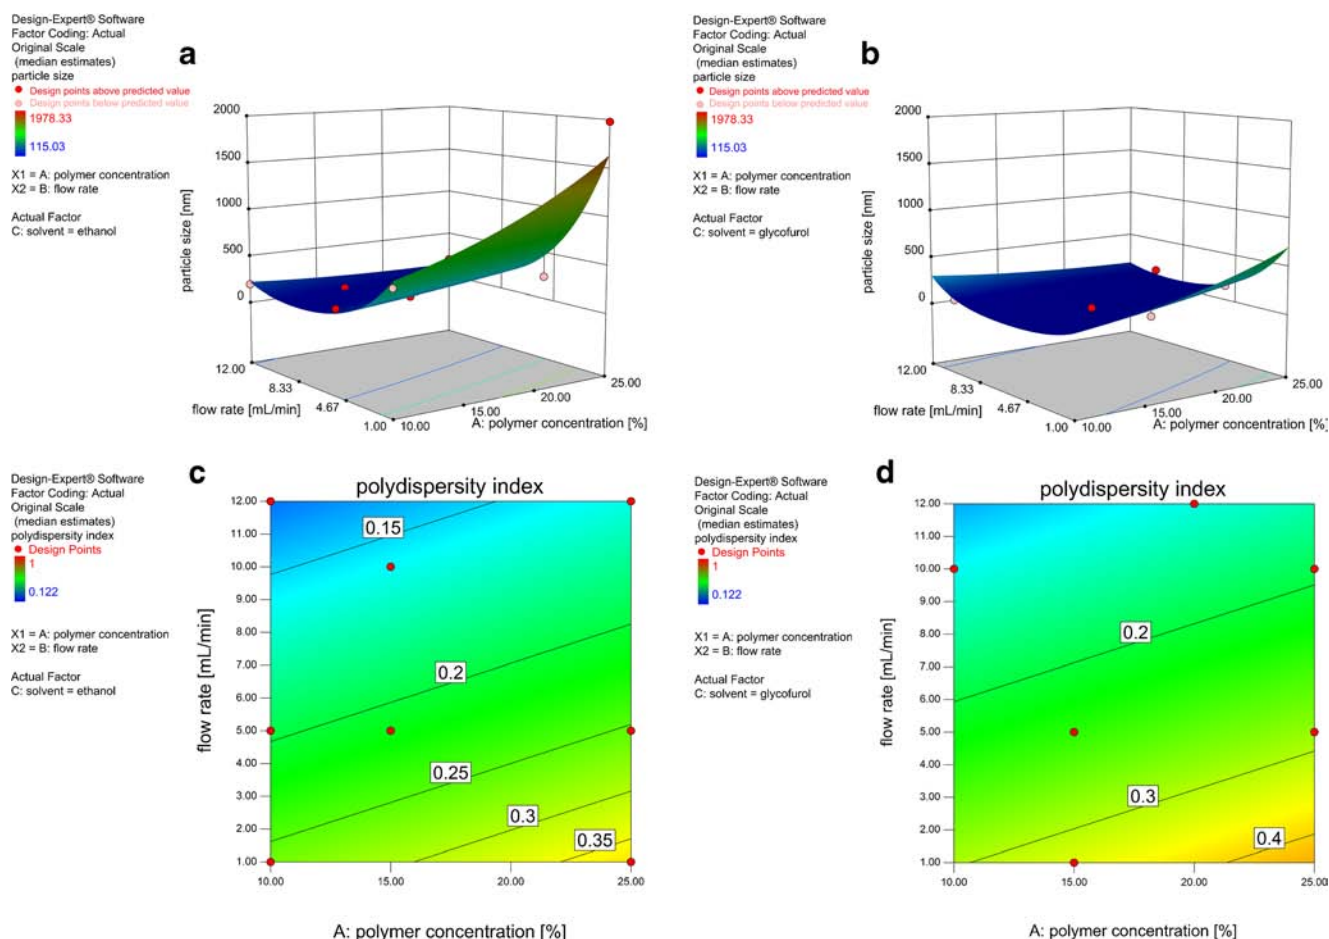 Design-Expert® Software
Factor Coding: Actual
Original Scale
(median estimates)
particle size
Design points above predicted value
Design points below predicted value
1978.33
115.03
X1 = A: polymer concentration
X2 = B: flow rate
Actual Factor
C: solvent = ethanol
a
2000
1500
1000
500
0
particle size [nm]
12.00
8.33
4.67
1.00
flow rate [mL/min]
10.00
15.00
20.00
25.00
A: polymer concentration [%]
Design-Expert® Software
Factor Coding: Actual
Original Scale
(median estimates)
particle size
Design points above predicted value
Design points below predicted value
1978.33
115.03
X1 = A: polymer concentration
X2 = B: flow rate
Actual Factor
C: solvent = glycofurol
b
2000
1500
1000
500
0
particle size [nm]
12.00
8.33
4.67
1.00
flow rate [mL/min]
10.00
15.00
20.00
25.00
A: polymer concentration [%]
Design-Expert® Software
Factor Coding: Actual
Original Scale
(median estimates)
polydispersity index
Design Points
1
0.122
X1 = A: polymer concentration
X2 = B: flow rate
Actual Factor
C: solvent = ethanol
c
polydispersity index
12.00
11.00
10.00
9.00
8.00
7.00
6.00
5.00
4.00
3.00
2.00
1.00
flow rate [mL/min]
0.15
0.2
0.25
0.3
0.35
10.00
15.00
20.00
25.00
A: polymer concentration [%]
Design-Expert® Software
Factor Coding: Actual
Original Scale
(median estimates)
polydispersity index
Design Points
1
0.122
X1 = A: polymer concentration
X2 = B: flow rate
Actual Factor
C: solvent = glycofurol
d
polydispersity index
12.00
11.00
10.00
9.00
8.00
7.00
6.00
5.00
4.00
3.00
2.00
1.00
flow rate [mL/min]
0.2
0.3
0.4
10.00
15.00
20.00
25.00
A: polymer concentration [%]